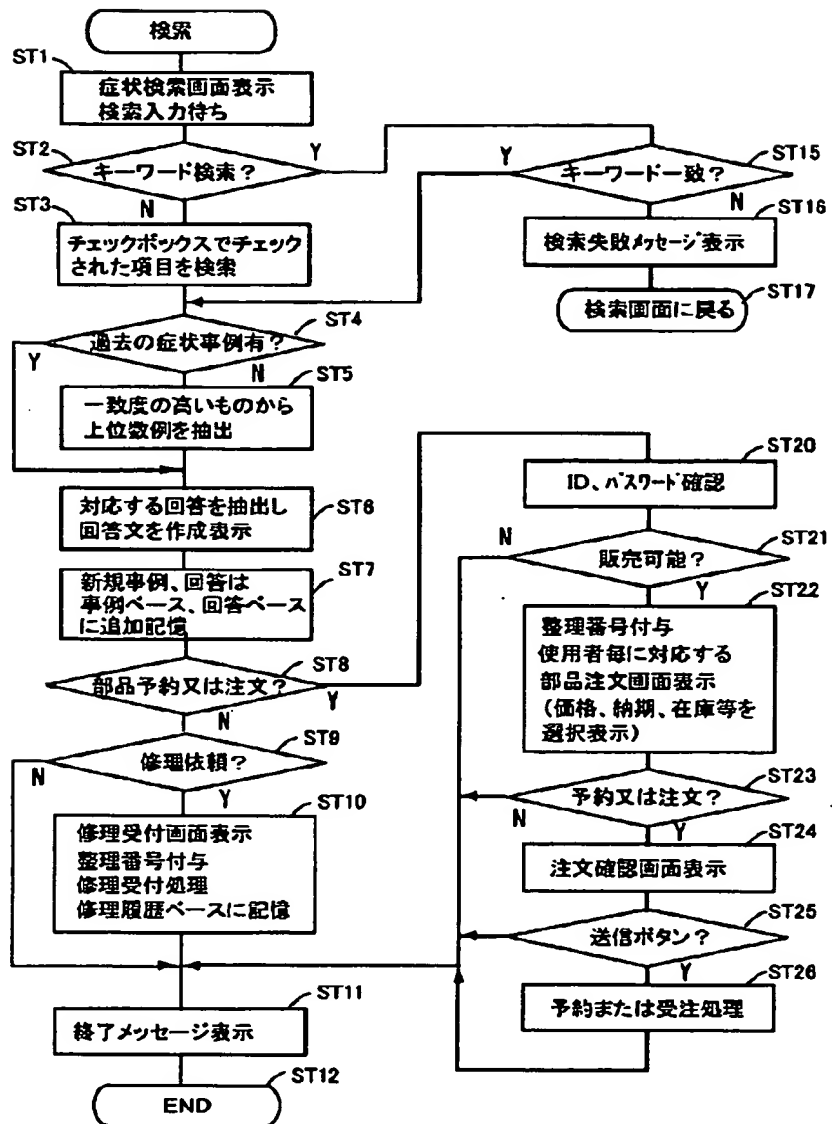 検索
ST1
症状検索画面表示
検索入力待ち
ST2
キーワード検索?
Y
N
ST3
チェックボックスでチェック
された項目を検索
ST15
キーワード一致?
Y
N
ST16
検索失敗メッセージ表示
ST17
検索画面に戻る
ST4
過去の症状事例有?
Y
N
ST5
一致度の高いものから
上位数例を抽出
ST6
対応する回答を抽出し
回答文を作成表示
ST7
新規事例、回答は
事例ベース、回答ベース
に追加記憶
ST8
部品予約又は注文?
Y
N
ST9
修理依頼?
N
Y
ST10
修理受付画面表示
整理番号付与
修理受付処理
修理履歴ベースに記憶
ST11
終了メッセージ表示
ST12
END
ST20
ID、パスワード確認
ST21
販売可能?
N
Y
ST22
整理番号付与
使用者毎に対応する
部品注文画面表示
(価格、納期、在庫等を
選択表示)
ST23
予約又は注文?
N
Y
ST24
注文確認画面表示
ST25
送信ボタン?
Y
ST26
予約または受注処理